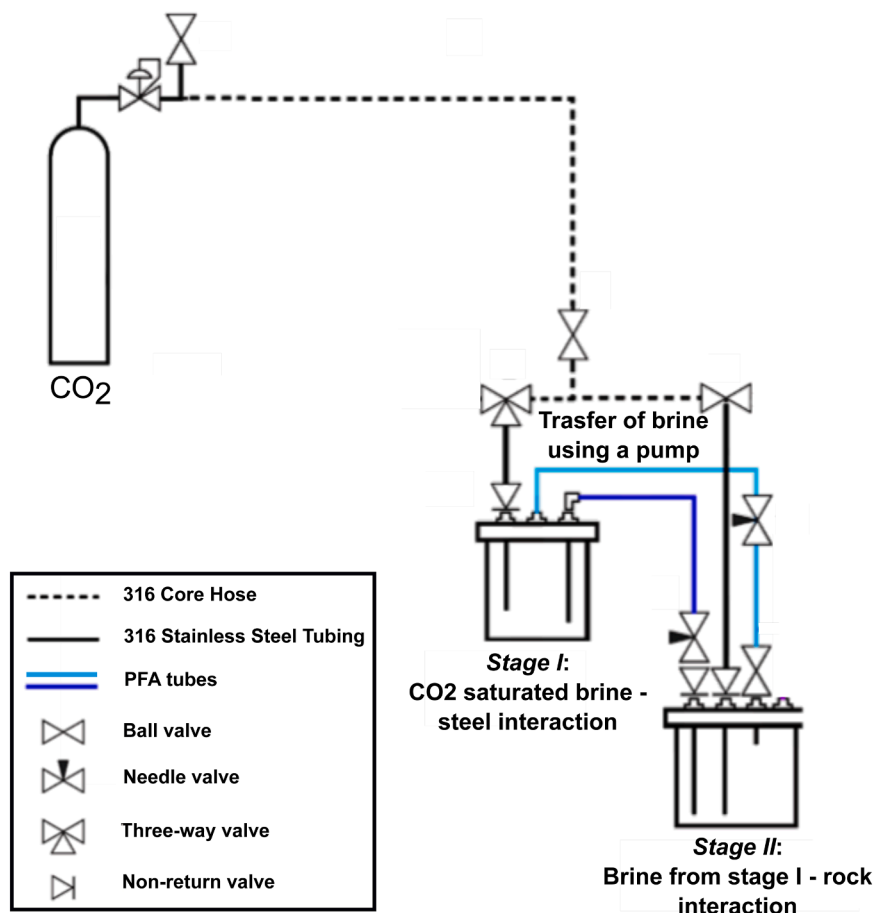 CO2
Trasfer of brine
using a pump
Stage I:
CO2 saturated brine -
steel interaction
316 Core Hose
316 Stainless Steel Tubing
PFA tubes
Ball valve
Needle valve
Three-way valve
Non-return valve
Stage II:
Brine from stage I - rock
interaction